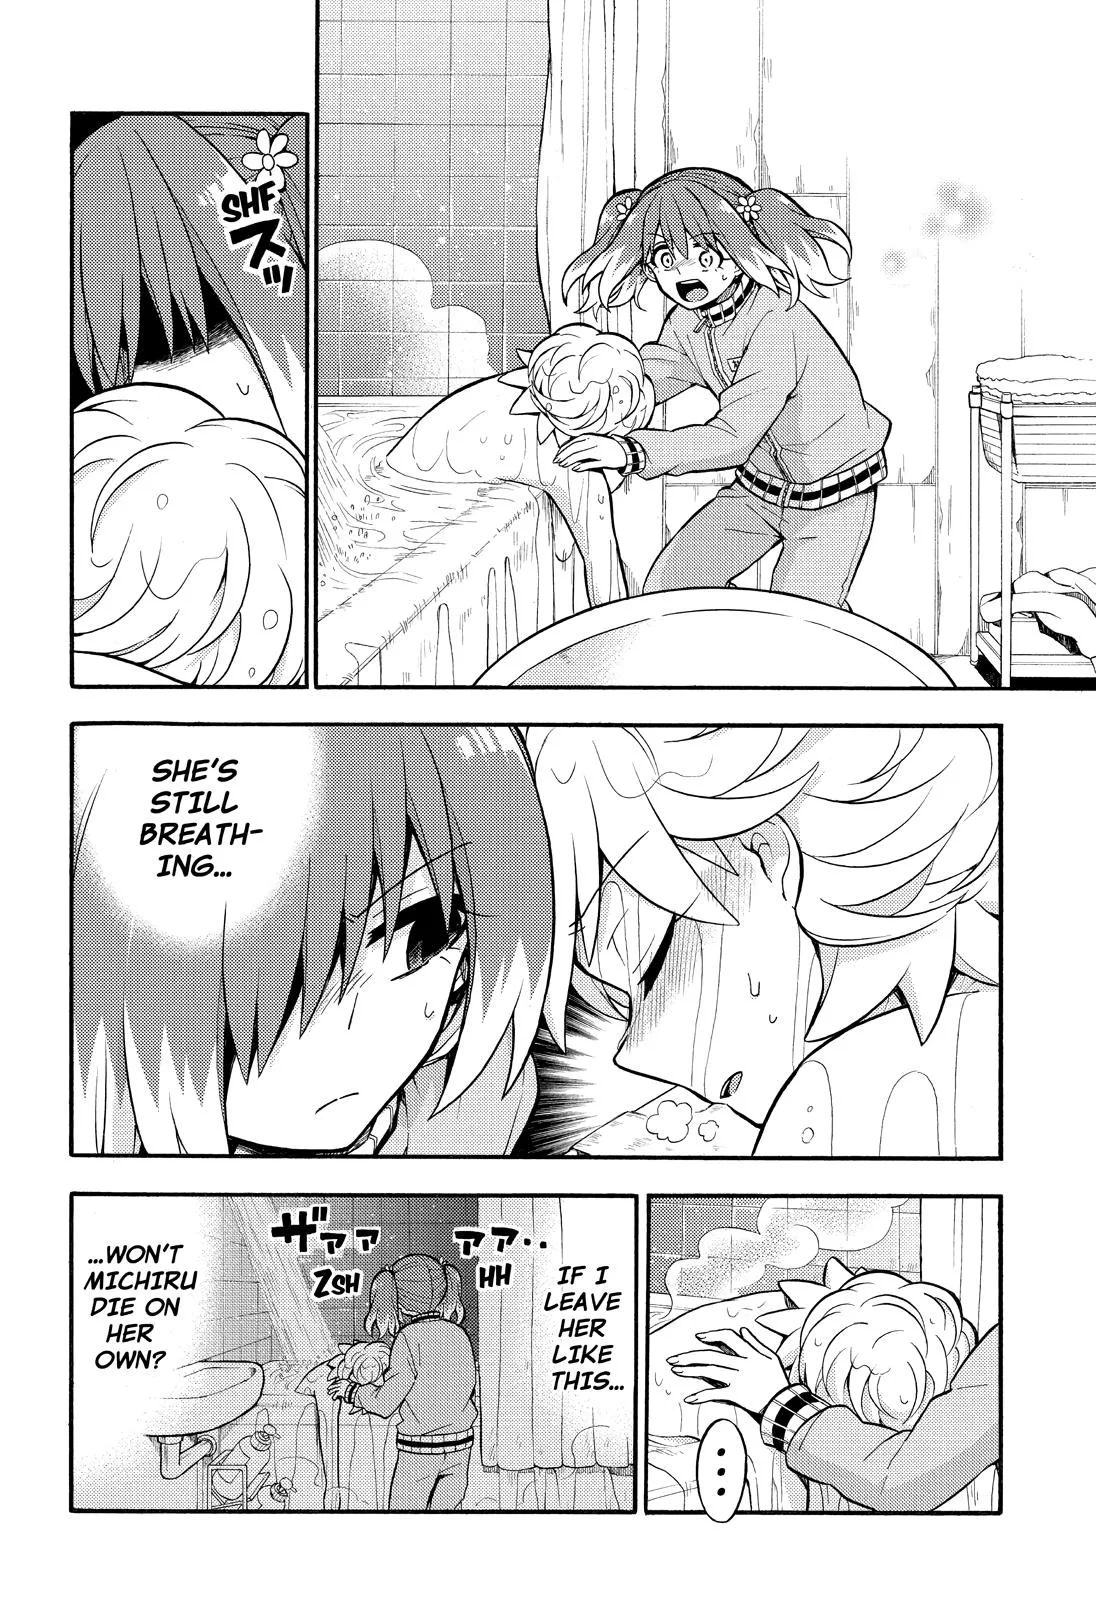 SHF
スッ
SHE'S
STILL
BREATH-
ING...
...
IF I
LEAVE
HER
LIKE
THIS...
アァ..
HH
ザァァ
ZSH
...WON'T
MICHIRU
DIE ON
HER
OWN?